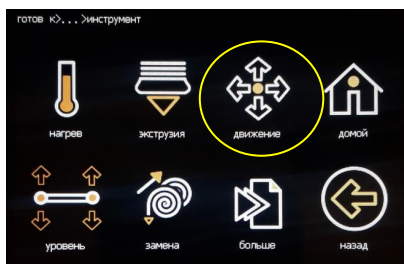 готов к>...>инструмент
нагрев
экструзия
движение
домой
уровень
замена
больше
назад